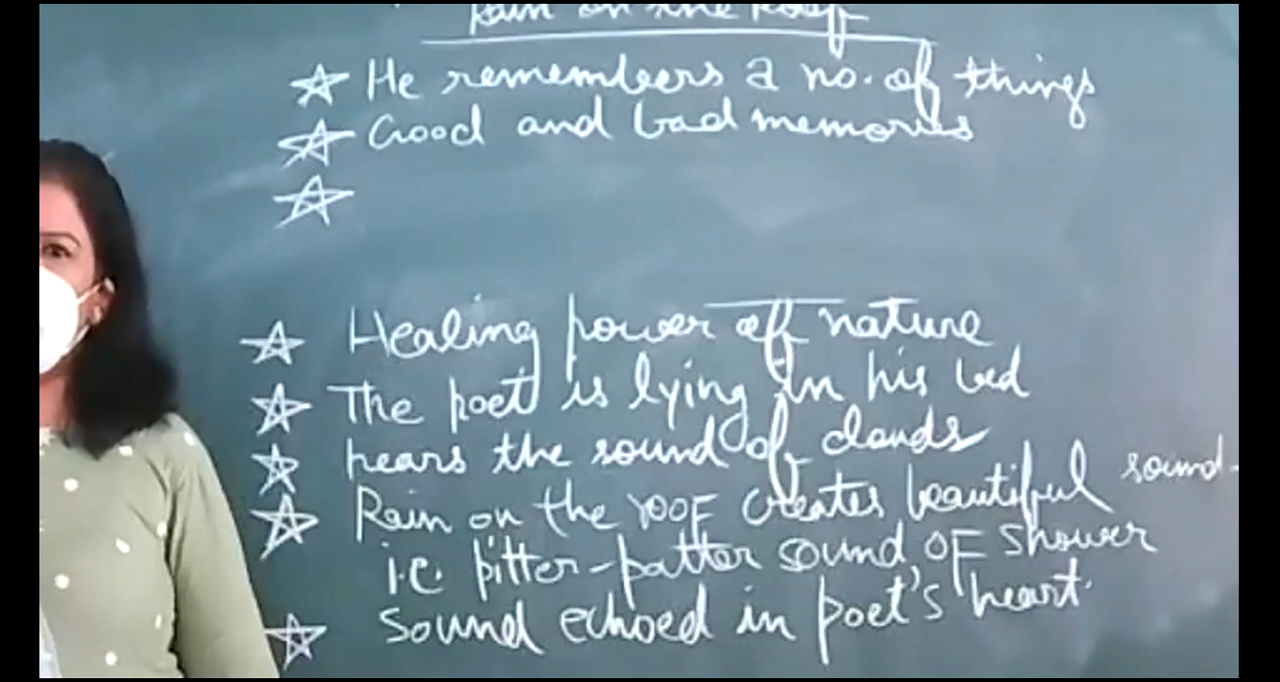 Rain on the Roof
☆ He remembers a no. of things
☆ Good and bad memories
☆
☆ Healing power of nature
☆ The poet is lying in his bed
☆ hears the sound of clouds
☆ Rain on the rooF creates beautiful sound.
i.e. pitter-patter sound, OF Shower
☆ Sound echoed in poet's heart.